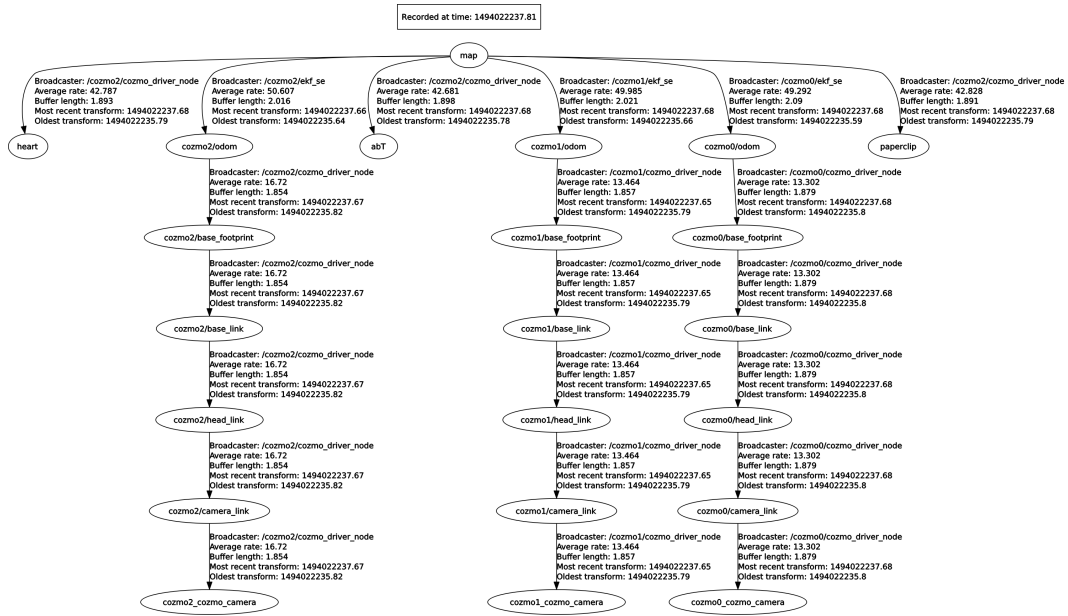 Recorded at time: 1494022237.81
map
Broadcaster: /cozmo2/cozmo_driver_node
Average rate: 42.787
Buffer length: 1.893
Most recent transform: 1494022237.68
Oldest transform: 1494022235.79
Broadcaster: /cozmo2/ekf_se
Average rate: 50.607
Buffer length: 2.016
Most recent transform: 1494022237.66
Oldest transform: 1494022235.64
Broadcaster: /cozmo2/cozmo_driver_node
Average rate: 42.681
Buffer length: 1.898
Most recent transform: 1494022237.68
Oldest transform: 1494022235.78
Broadcaster: /cozmo1/ekf_se
Average rate: 49.985
Buffer length: 2.021
Most recent transform: 1494022237.68
Oldest transform: 1494022235.66
Broadcaster: /cozmo0/ekf_se
Average rate: 49.292
Buffer length: 2.09
Most recent transform: 1494022237.68
Oldest transform: 1494022235.59
Broadcaster: /cozmo2/cozmo_driver_node
Average rate: 42.828
Buffer length: 1.891
Most recent transform: 1494022237.68
Oldest transform: 1494022235.79
heart
cozmo2/odom
abT
cozmo1/odom
cozmo0/odom
paperclip
Broadcaster: /cozmo2/cozmo_driver_node
Average rate: 16.72
Buffer length: 1.854
Most recent transform: 1494022237.67
Oldest transform: 1494022235.82
Broadcaster: /cozmo1/cozmo_driver_node
Average rate: 13.464
Buffer length: 1.857
Most recent transform: 1494022237.65
Oldest transform: 1494022235.79
Broadcaster: /cozmo0/cozmo_driver_node
Average rate: 13.302
Buffer length: 1.879
Most recent transform: 1494022237.68
Oldest transform: 1494022235.8
cozmo2/base_footprint
cozmo1/base_footprint
cozmo0/base_footprint
Broadcaster: /cozmo2/cozmo_driver_node
Average rate: 16.72
Buffer length: 1.854
Most recent transform: 1494022237.67
Oldest transform: 1494022235.82
Broadcaster: /cozmo1/cozmo_driver_node
Average rate: 13.464
Buffer length: 1.857
Most recent transform: 1494022237.65
Oldest transform: 1494022235.79
Broadcaster: /cozmo0/cozmo_driver_node
Average rate: 13.302
Buffer length: 1.879
Most recent transform: 1494022237.68
Oldest transform: 1494022235.8
cozmo2/base_link
cozmo1/base_link
cozmo0/base_link
Broadcaster: /cozmo2/cozmo_driver_node
Average rate: 16.72
Buffer length: 1.854
Most recent transform: 1494022237.67
Oldest transform: 1494022235.82
Broadcaster: /cozmo1/cozmo_driver_node
Average rate: 13.464
Buffer length: 1.857
Most recent transform: 1494022237.65
Oldest transform: 1494022235.79
Broadcaster: /cozmo0/cozmo_driver_node
Average rate: 13.302
Buffer length: 1.879
Most recent transform: 1494022237.68
Oldest transform: 1494022235.8
cozmo2/head_link
cozmo1/head_link
cozmo0/head_link
Broadcaster: /cozmo2/cozmo_driver_node
Average rate: 16.72
Buffer length: 1.854
Most recent transform: 1494022237.67
Oldest transform: 1494022235.82
Broadcaster: /cozmo1/cozmo_driver_node
Average rate: 13.464
Buffer length: 1.857
Most recent transform: 1494022237.65
Oldest transform: 1494022235.79
Broadcaster: /cozmo0/cozmo_driver_node
Average rate: 13.302
Buffer length: 1.879
Most recent transform: 1494022237.68
Oldest transform: 1494022235.8
cozmo2/camera_link
cozmo1/camera_link
cozmo0/camera_link
Broadcaster: /cozmo2/cozmo_driver_node
Average rate: 16.72
Buffer length: 1.854
Most recent transform: 1494022237.67
Oldest transform: 1494022235.82
Broadcaster: /cozmo1/cozmo_driver_node
Average rate: 13.464
Buffer length: 1.857
Most recent transform: 1494022237.65
Oldest transform: 1494022235.79
Broadcaster: /cozmo0/cozmo_driver_node
Average rate: 13.302
Buffer length: 1.879
Most recent transform: 1494022237.68
Oldest transform: 1494022235.8
cozmo2_cozmo_camera
cozmo1_cozmo_camera
cozmo0_cozmo_camera